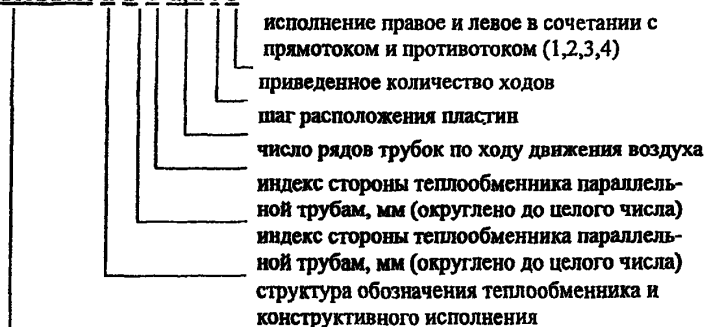 исполнение правое и левое в сочетании с
прямотоком и противотоком (1,2,3,4)
приведенное количество ходов
шаг расположения пластин
число рядов трубок по ходу движения воздуха
индекс стороны теплообменника параллель-
ной трубам, мм (округлено до целого числа)
индекс стороны теплообменника параллель-
ной трубам, мм (округлено до целого числа)
структура обозначения теплообменника и
конструктивного исполнения